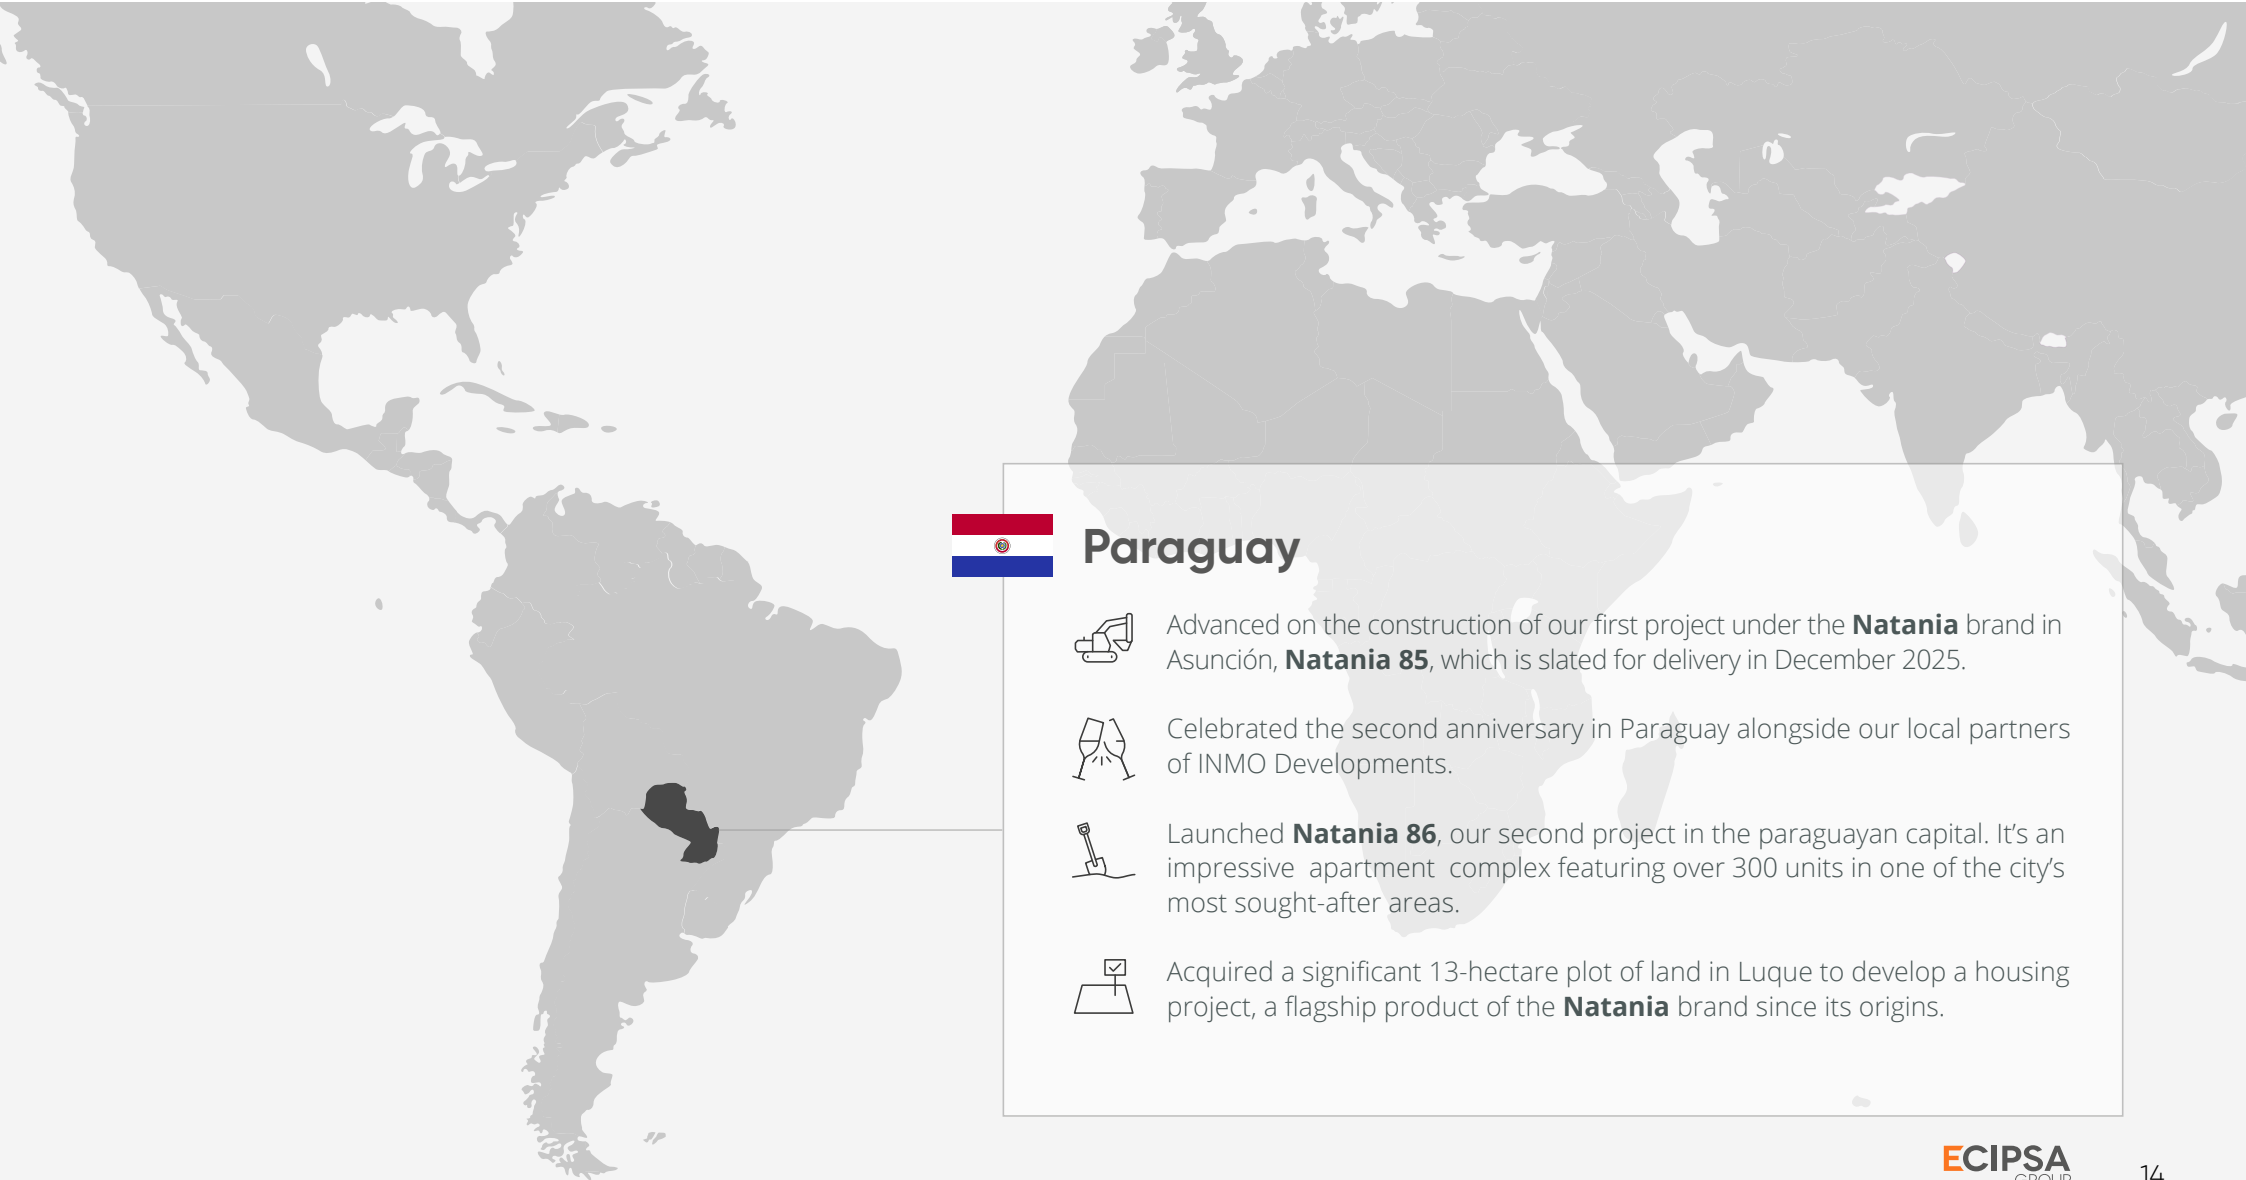 Paraguay
Advanced on the construction of our first project under the Natania brand in
Asunción, Natania 85, which is slated for delivery in December 2025.
Celebrated the second anniversary in Paraguay alongside our local partners
of INMO Developments.
Launched Natania 86, our second project in the paraguayan capital. It’s an
impressive apartment complex featuring over 300 units in one of the city’s
most sought-after areas.
Acquired a significant 13-hectare plot of land in Luque to develop a housing
project, a flagship product of the Natania brand since its origins.
ECIPSA
GROUP
14